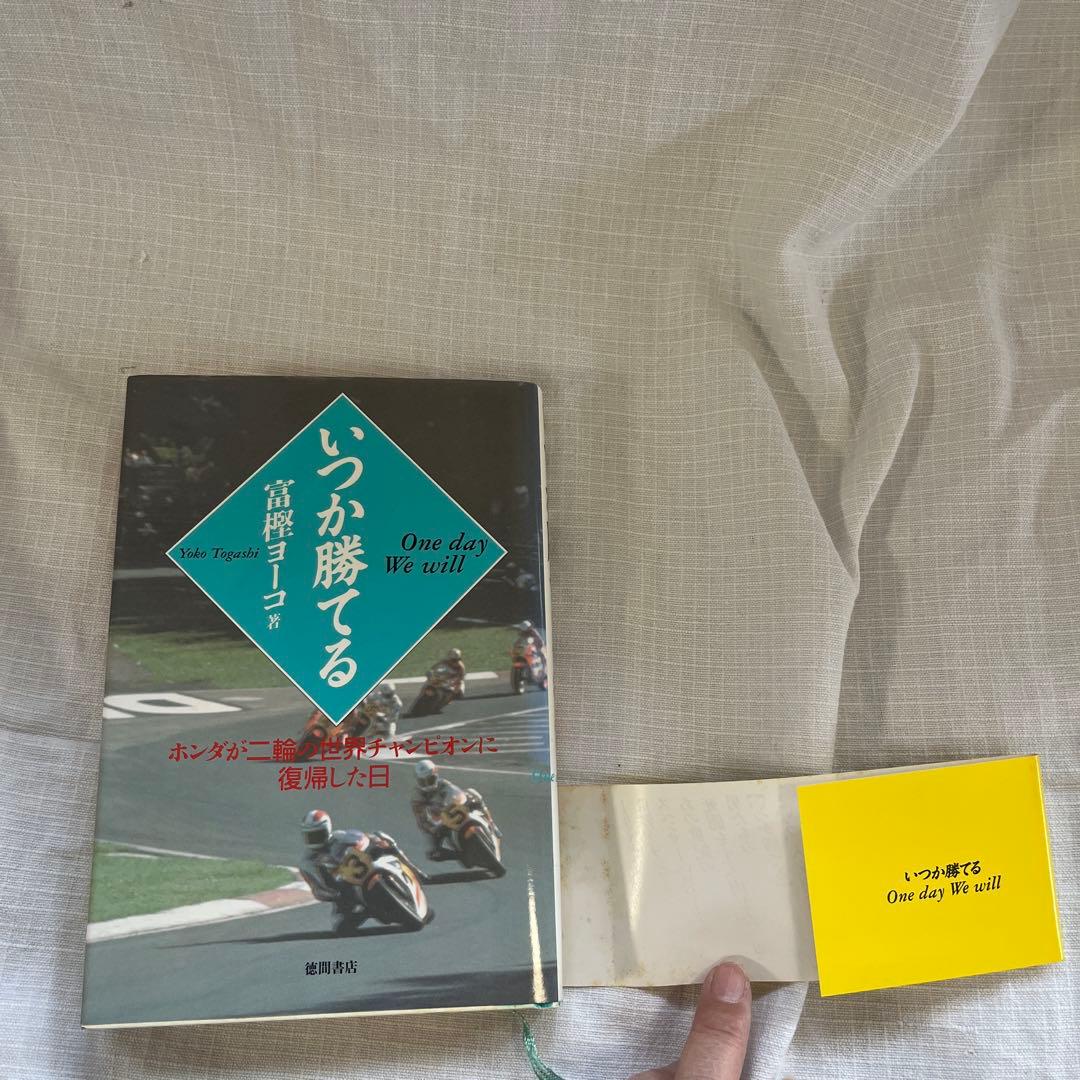 いつか勝てる
One day
We will
富樫ヨーコ 著
Yoko Togashi
ホンダが二輪の世界チャンピオンに
復帰した日
3
5
徳間書店
いつか勝てる
One day We will